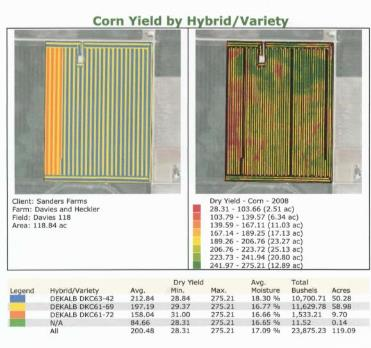 Corn Yield by Hybrid/Variety
Client: Sanders Farms
Farm: Davies and Heckler
Field: Davies 118
Area: 118.84 ac
Dry Yield - Corn - 2008
28.31 - 103.66 (2.51 ac)
103.79 - 139.57 (6.34 ac)
139.59 - 167.11 (11.03 ac)
167.14 - 189.25 (17.13 ac)
189.26 - 206.76 (23.27 ac)
206.76 - 223.72 (25.13 ac)
223.73 - 241.94 (20.80 ac)
241.97 - 275.21 (12.89 ac)
Dry Yield Avg. Total
Legend Hybrid/Variety Avg. Min. Max. Moisture Bushels Acres
DEKALB DKC63-42 212.84 28.84 275.21 18.30 % 10,700.71 50.28
DEKALB DKC61-69 197.19 29.37 275.21 16.77 % 11,629.78 58.98
DEKALB DKC61-72 158.04 31.00 275.21 16.66 % 1,533.21 9.70
N/A 84.66 28.31 275.21 16.65 % 11.52 0.14
All 200.48 28.31 275.21 17.09 % 23,875.23 119.09